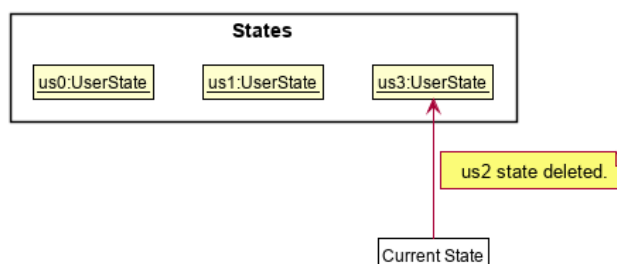 States
us0:UserState
us1:UserState
us3:UserState
us2 state deleted.
Current State